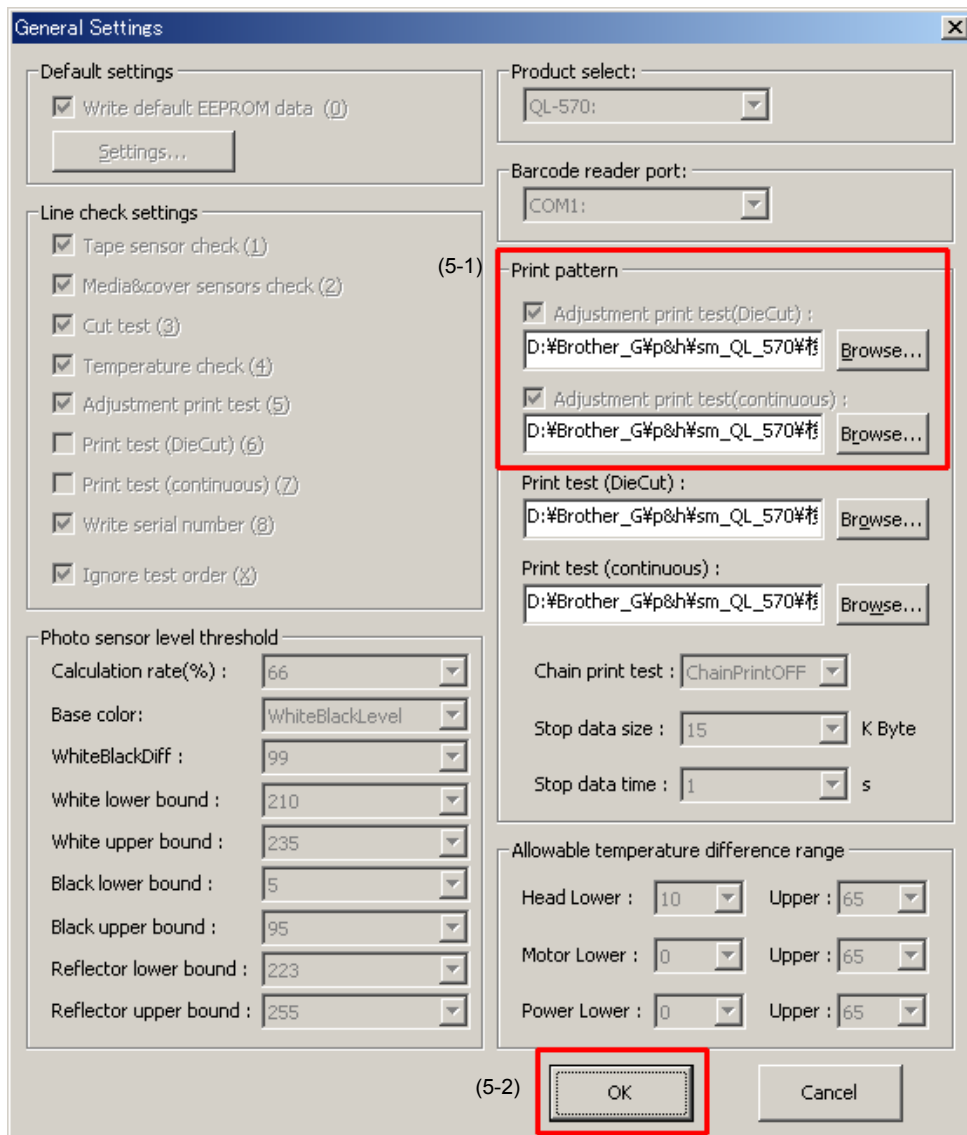 General Settings
Default settings
Write default EEPROM data (0)
Settings...
Line check settings
Tape sensor check (1)
Media&cover sensors check (2)
Cut test (3)
Temperature check (4)
Adjustment print test (5)
Print test (DieCut) (6)
Print test (continuous) (7)
Write serial number (8)
Ignore test order (X)
Photo sensor level threshold
Calculation rate(%) : 66
Base color: WhiteBlackLevel
WhiteBlackDiff : 99
White lower bound : 210
White upper bound : 235
Black lower bound : 5
Black upper bound : 95
Reflector lower bound : 223
Reflector upper bound : 255
Product select:
QL-570:
Barcode reader port:
COM1:
(5-1)
Print pattern
Adjustment print test(DieCut) :
D:¥Brother_G¥p&h¥sm_QL_570¥ Browse...
Adjustment print test(continuous) :
D:¥Brother_G¥p&h¥sm_QL_570¥ Browse...
Print test (DieCut) :
D:¥Brother_G¥p&h¥sm_QL_570¥ Browse...
Print test (continuous) :
D:¥Brother_G¥p&h¥sm_QL_570¥ Browse...
Chain print test : ChainPrintOFF
Stop data size : 15 K Byte
Stop data time : 1 s
Allowable temperature difference range
Head Lower : 10 Upper : 65
Motor Lower : 0 Upper : 65
Power Lower : 0 Upper : 65
(5-2)
OK
Cancel